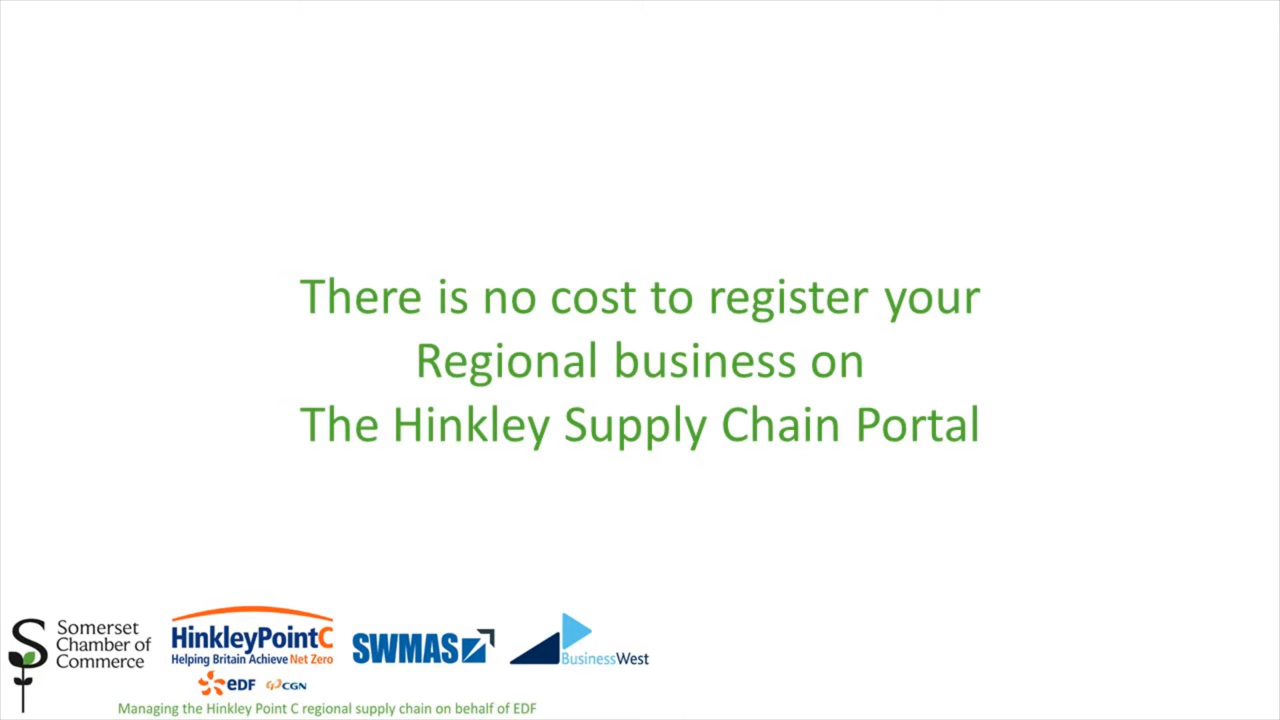 There is no cost to register your
Regional business on
The Hinkley Supply Chain Portal
Somerset
Chamber of
Commerce
HinkleyPointC
Helping Britain Achieve Net Zero
eDF
CGN
SWMAS
BusinessWest
Managing the Hinkley Point C regional supply chain on behalf of EDF